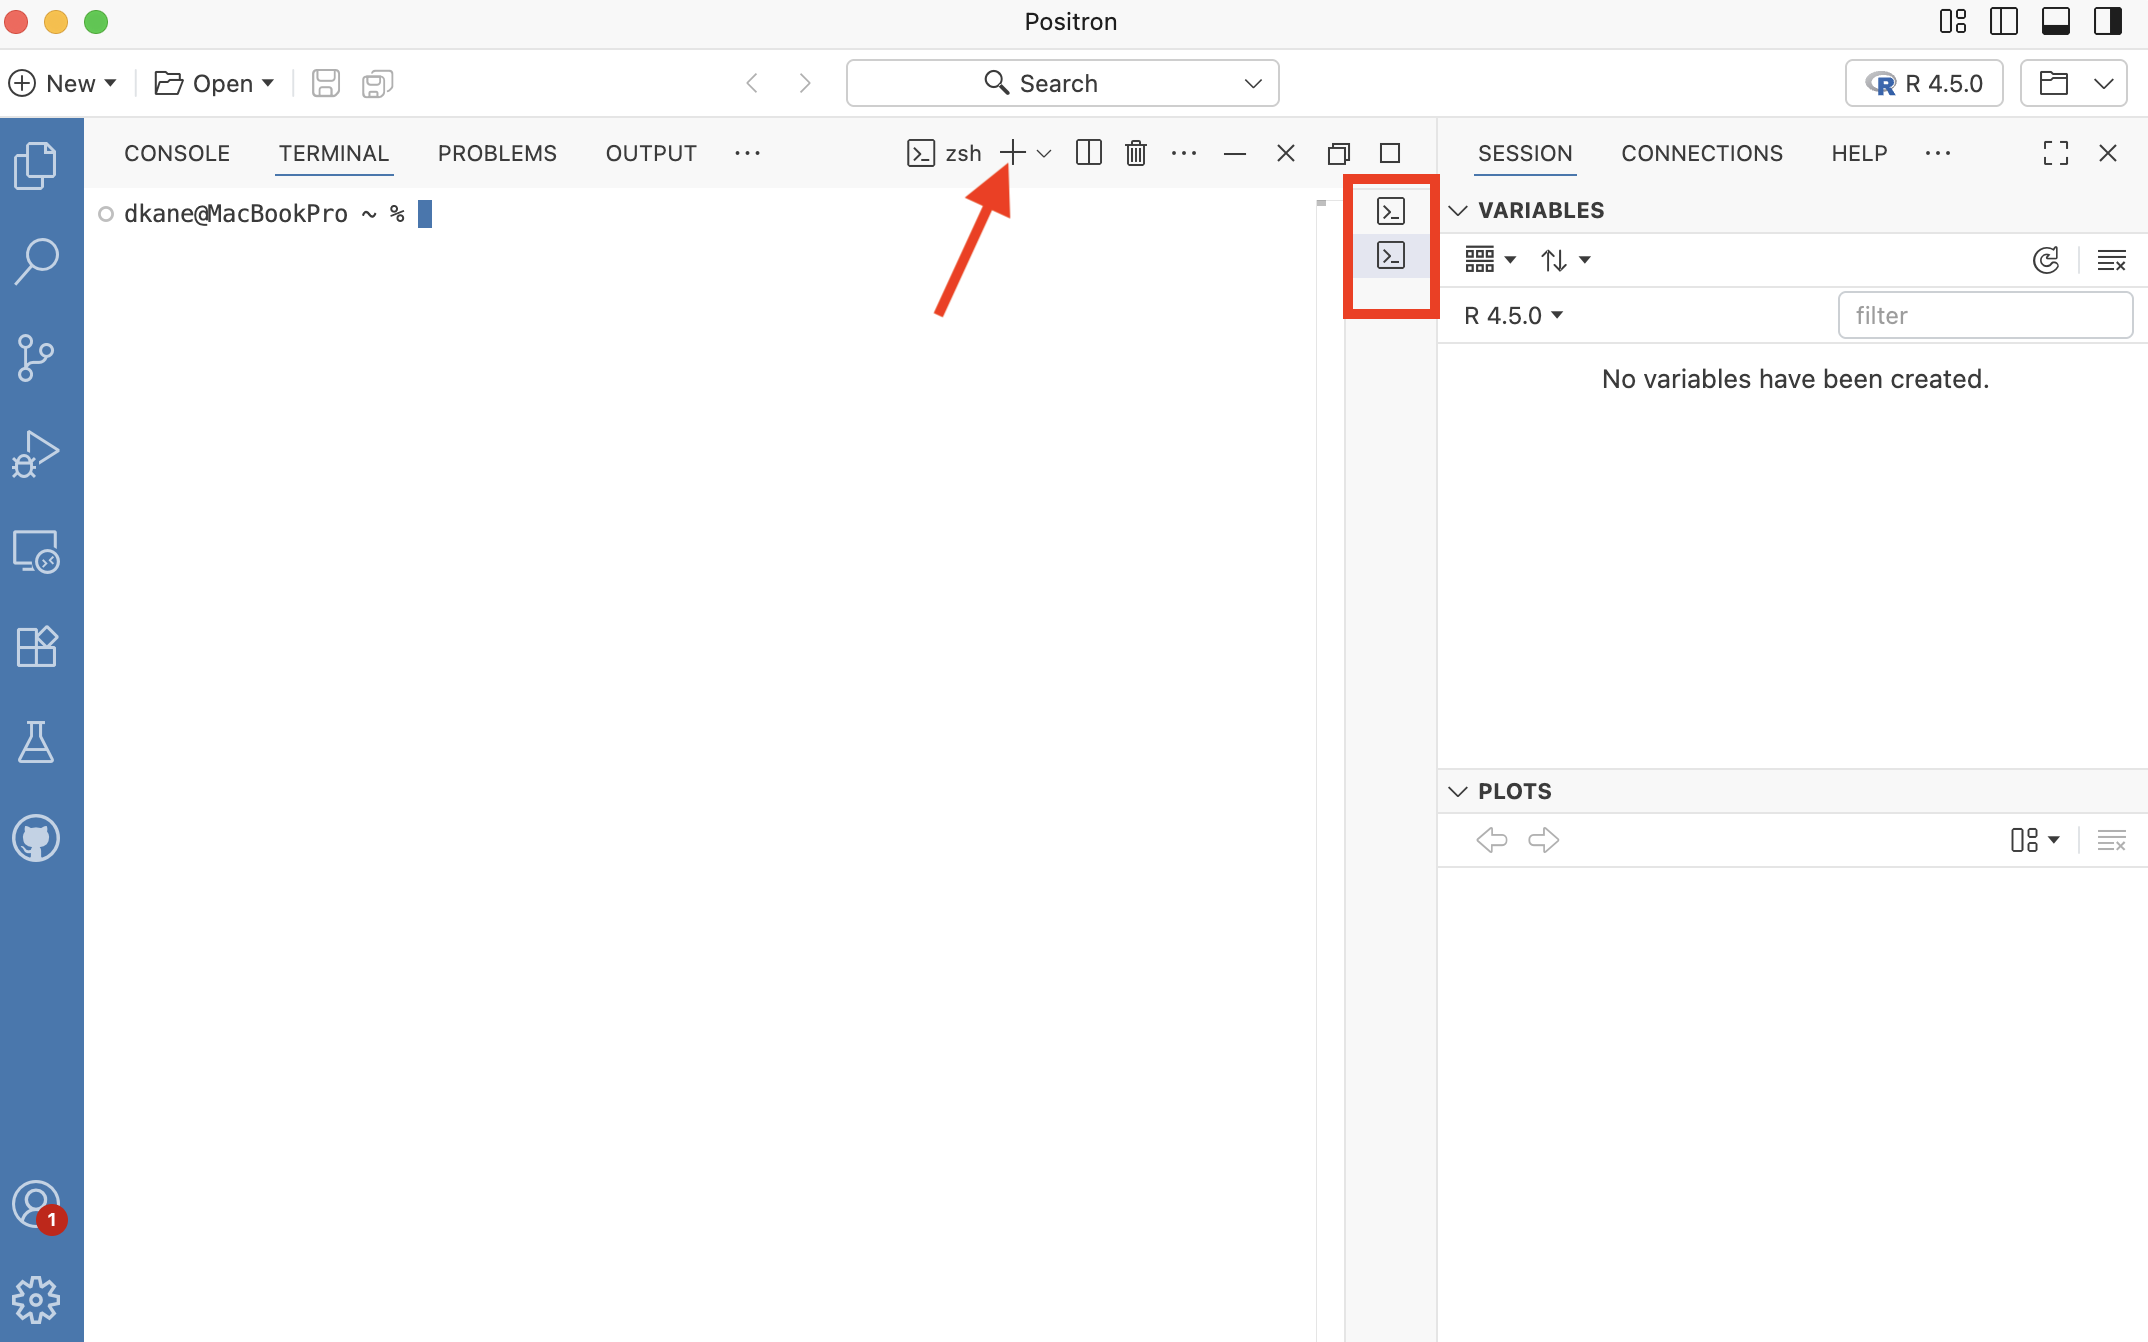 Positron
New Open Search R 4.5.0
CONSOLE TERMINAL PROBLEMS OUTPUT ··· zsh ··· SESSION CONNECTIONS HELP ···
dkane@MacBookPro ~ %
VARIABLES
R 4.5.0 filter
No variables have been created.
PLOTS
1